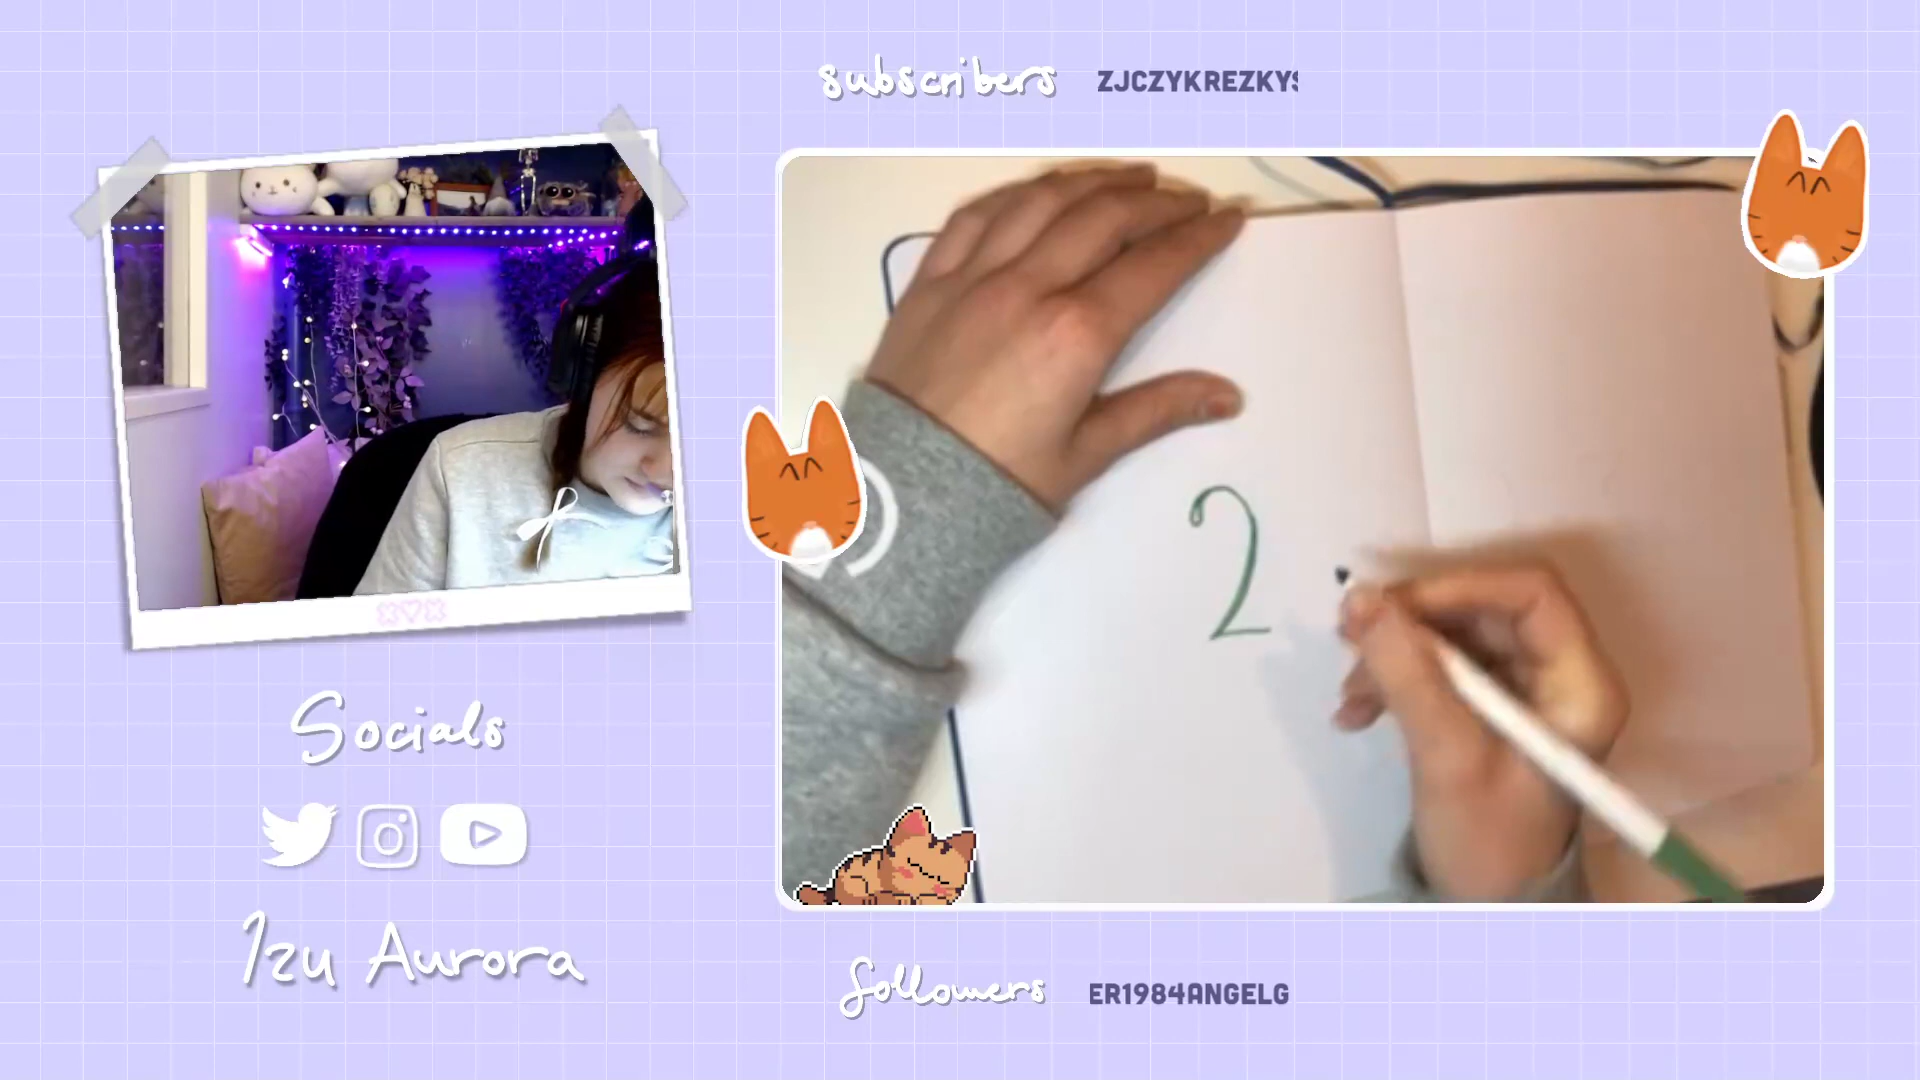 subscribers ZJCZYKREZKYS
2
Socials
Izu Aurora
followers ER1984ANGELG